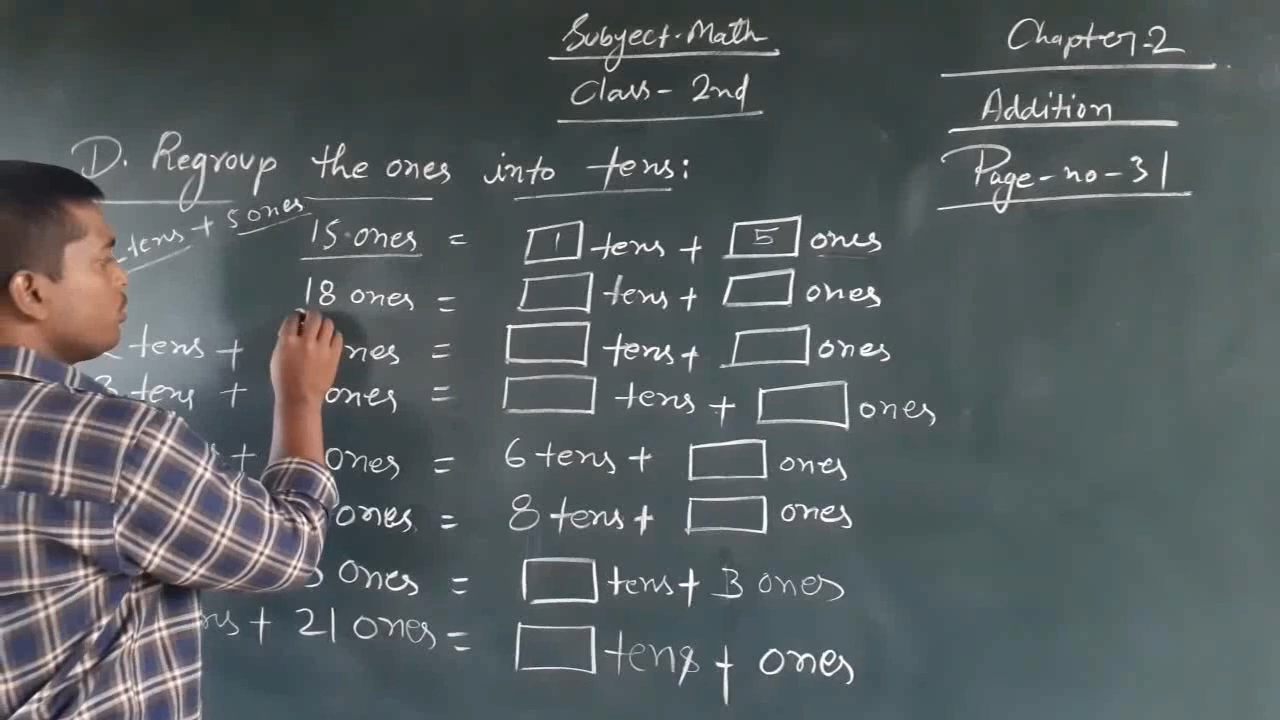 Subject-Math
Class- 2nd
Chapter-2
Addition
Page-no-31
D. Regroup the ones into tens:
tens + 5 ones
15 ones = 1 tens + 5 ones
18 ones = tens + ones
tens + ones = tens + ones
3 tens + ones = tens + ones
+ ones = 6 tens + ones
ones = 8 tens + ones
ones = tens + 3 ones
+ 21 ones = tens + ones